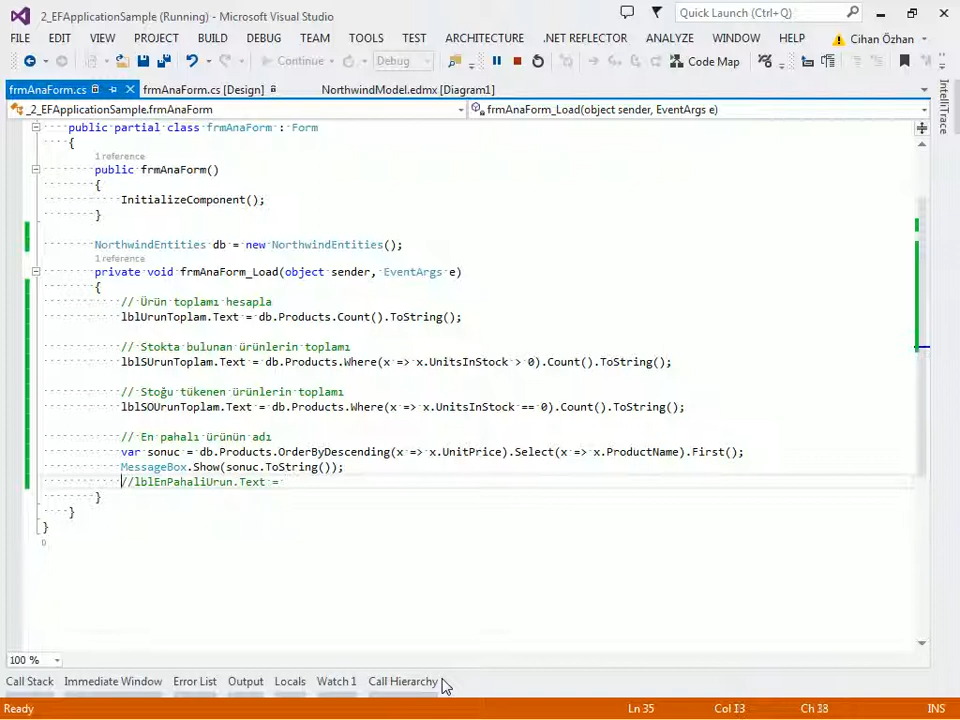 2_EFApplicationSample (Running) - Microsoft Visual Studio
Quick Launch (Ctrl+Q)
FILE EDIT VIEW PROJECT BUILD DEBUG TEAM TOOLS TEST ARCHITECTURE .NET REFLECTOR ANALYZE WINDOW HELP Cihan Özhan
Continue Debug Code Map
frmAnaForm.cs frmAnaForm.cs [Design] NorthwindModel.edmx [Diagram1]
_2_EFApplicationSample.frmAnaForm frmAnaForm_Load(object sender, EventArgs e)
IntelliTrace
public partial class frmAnaForm : Form
{
1 reference
public frmAnaForm()
{
InitializeComponent();
}
NorthwindEntities db = new NorthwindEntities();
1 reference
private void frmAnaForm_Load(object sender, EventArgs e)
{
// Ürün toplamı hesapla
lblUrunToplam.Text = db.Products.Count().ToString();
// Stokta bulunan ürünlerin toplamı
lblSUrunToplam.Text = db.Products.Where(x => x.UnitsInStock > 0).Count().ToString();
// Stoğu tükenen ürünlerin toplamı
lblSOUrunToplam.Text = db.Products.Where(x => x.UnitsInStock == 0).Count().ToString();
// En pahalı ürünün adı
var sonuc = db.Products.OrderByDescending(x => x.UnitPrice).Select(x => x.ProductName).First();
MessageBox.Show(sonuc.ToString());
//lblEnPahaliUrun.Text =
}
}
}
0
100 %
Call Stack Immediate Window Error List Output Locals Watch 1 Call Hierarchy
Ready Ln 35 Col 13 Ch 13 INS